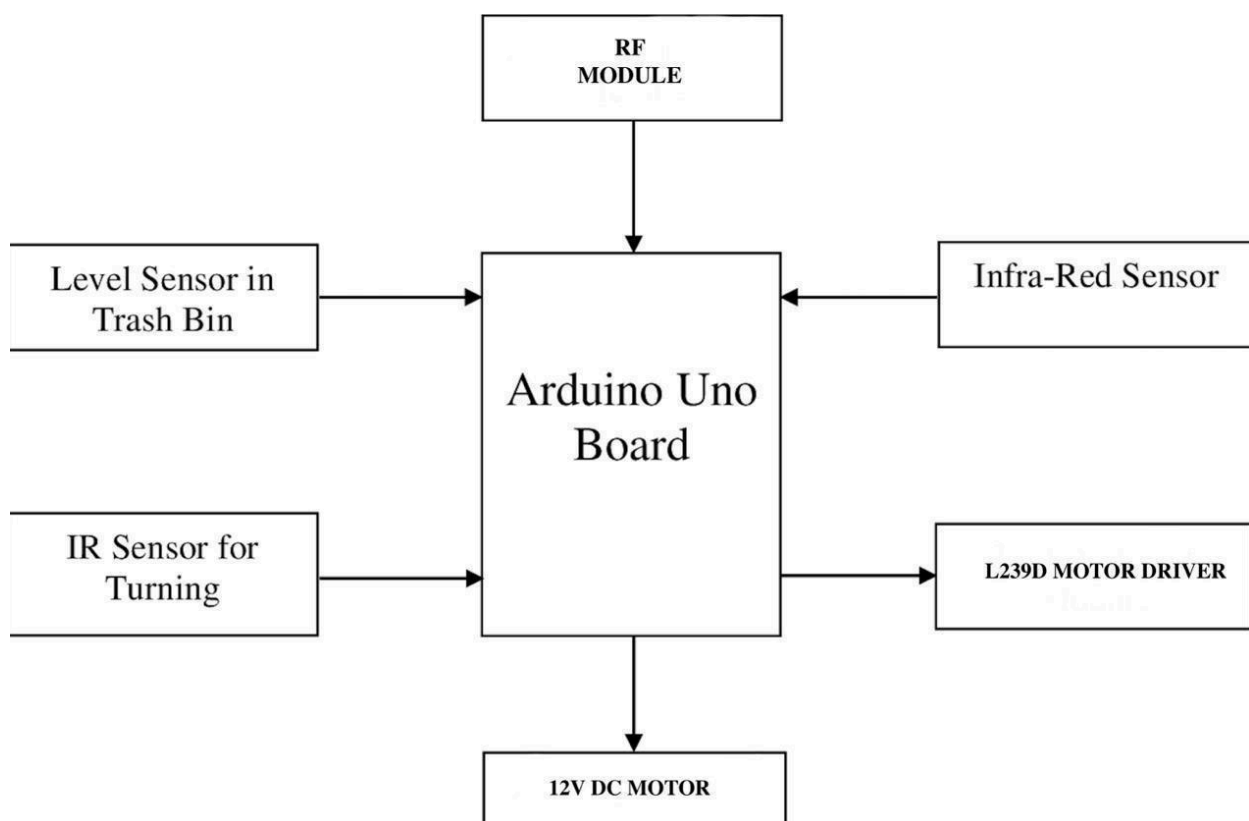 RF
MODULE
Level Sensor in
Trash Bin
Infra-Red Sensor
Arduino Uno
Board
IR Sensor for
Turning
L239D MOTOR DRIVER
12V DC MOTOR